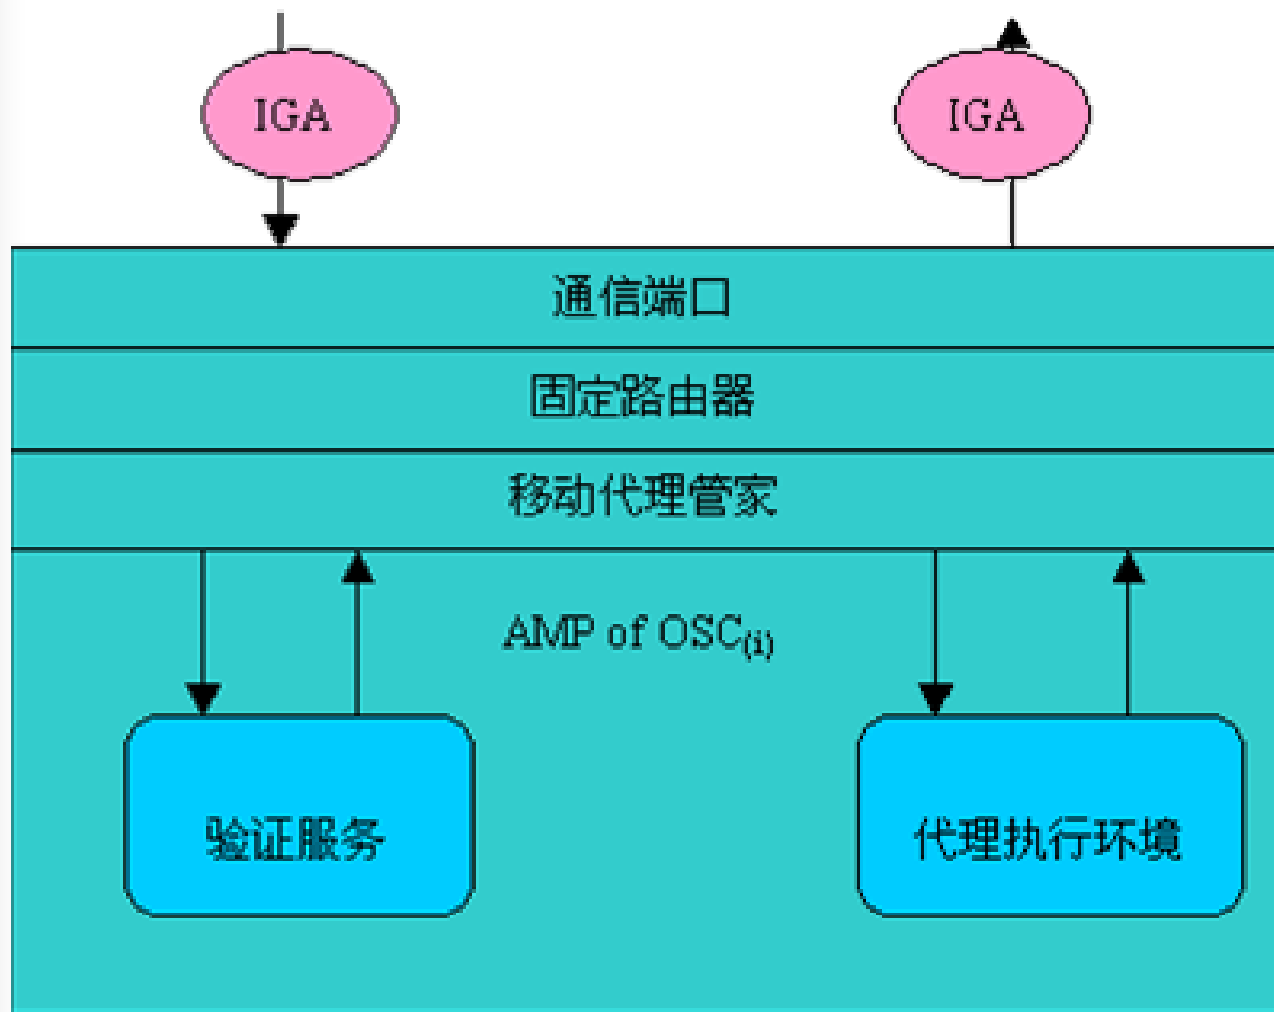 IGA
IGA
通信端口
固定路由器
移动代理管家
AMP of OSC(i)
验证服务
代理执行环境